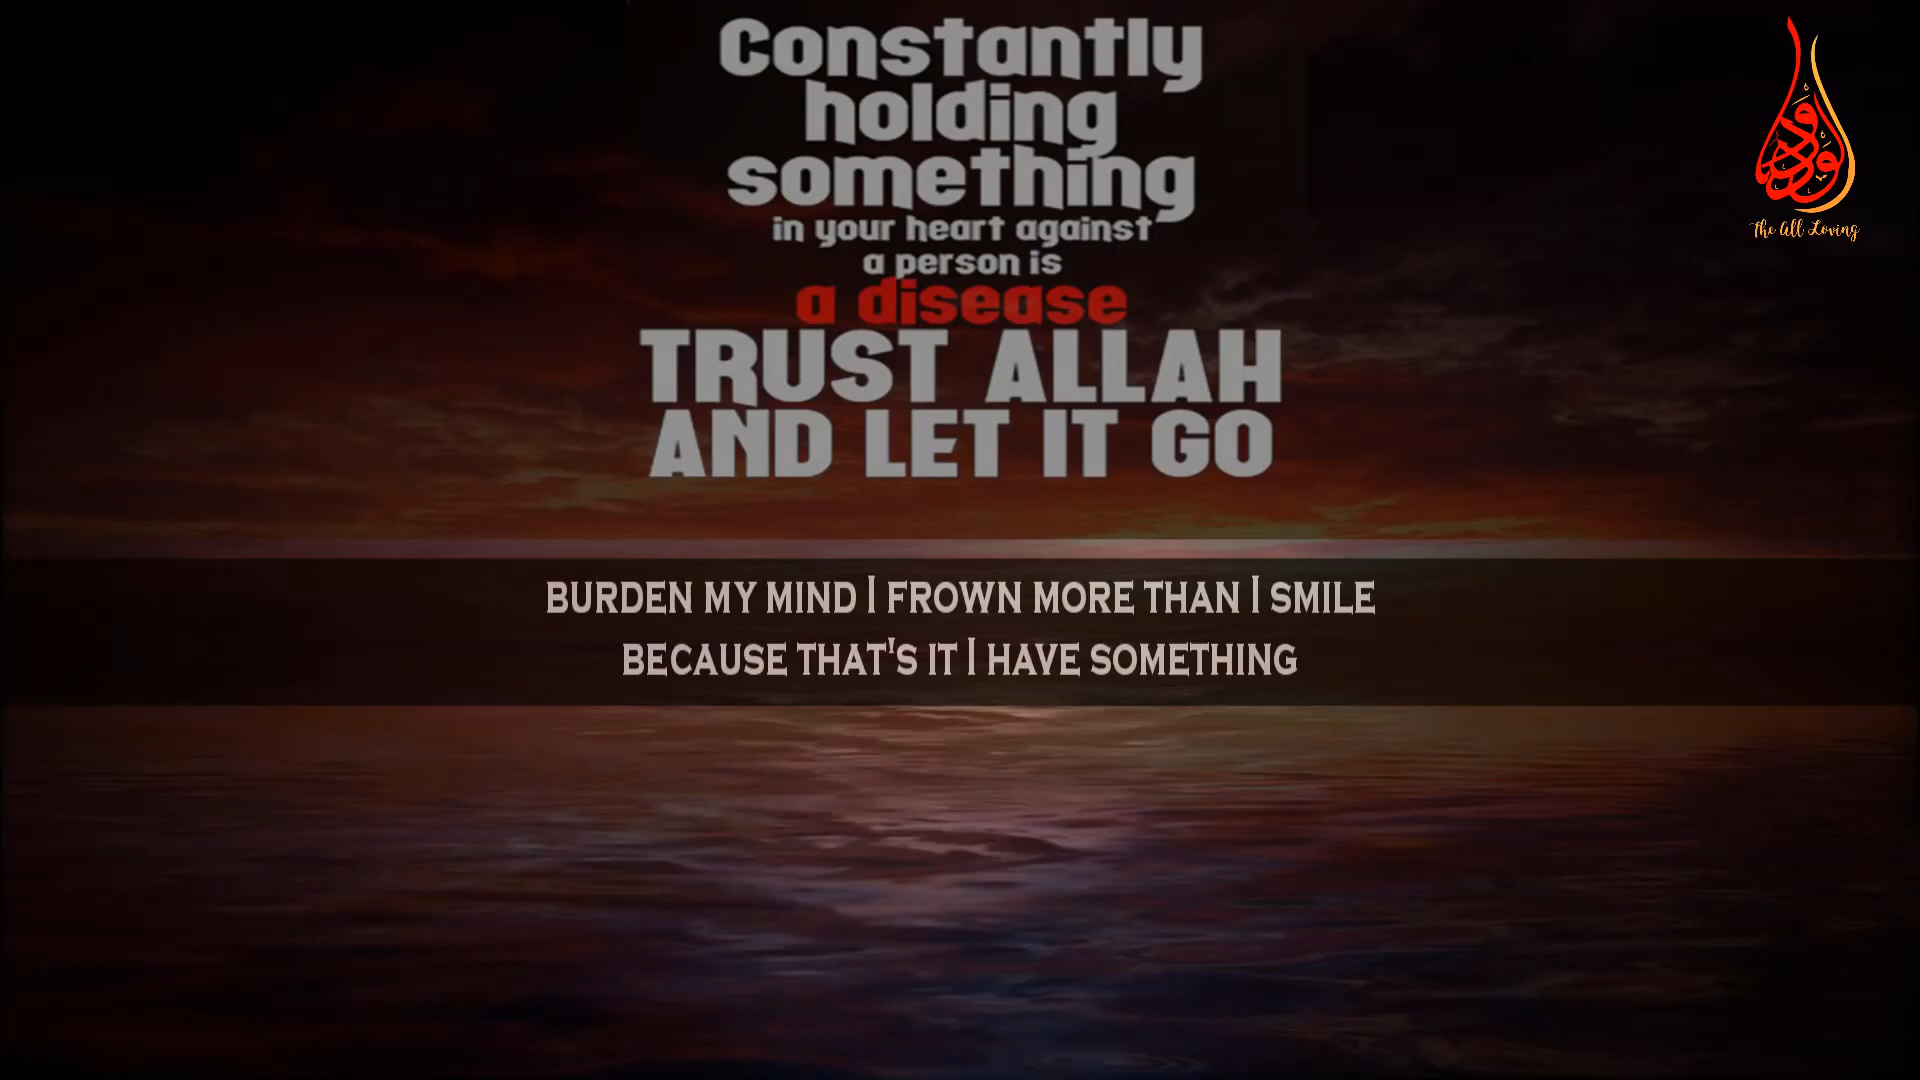 Constantly
holding
something
in your heart against
a person is
a disease
TRUST ALLAH
AND LET IT GO
الودود
The All Loving
BURDEN MY MIND I FROWN MORE THAN I SMILE
BECAUSE THAT'S IT I HAVE SOMETHING